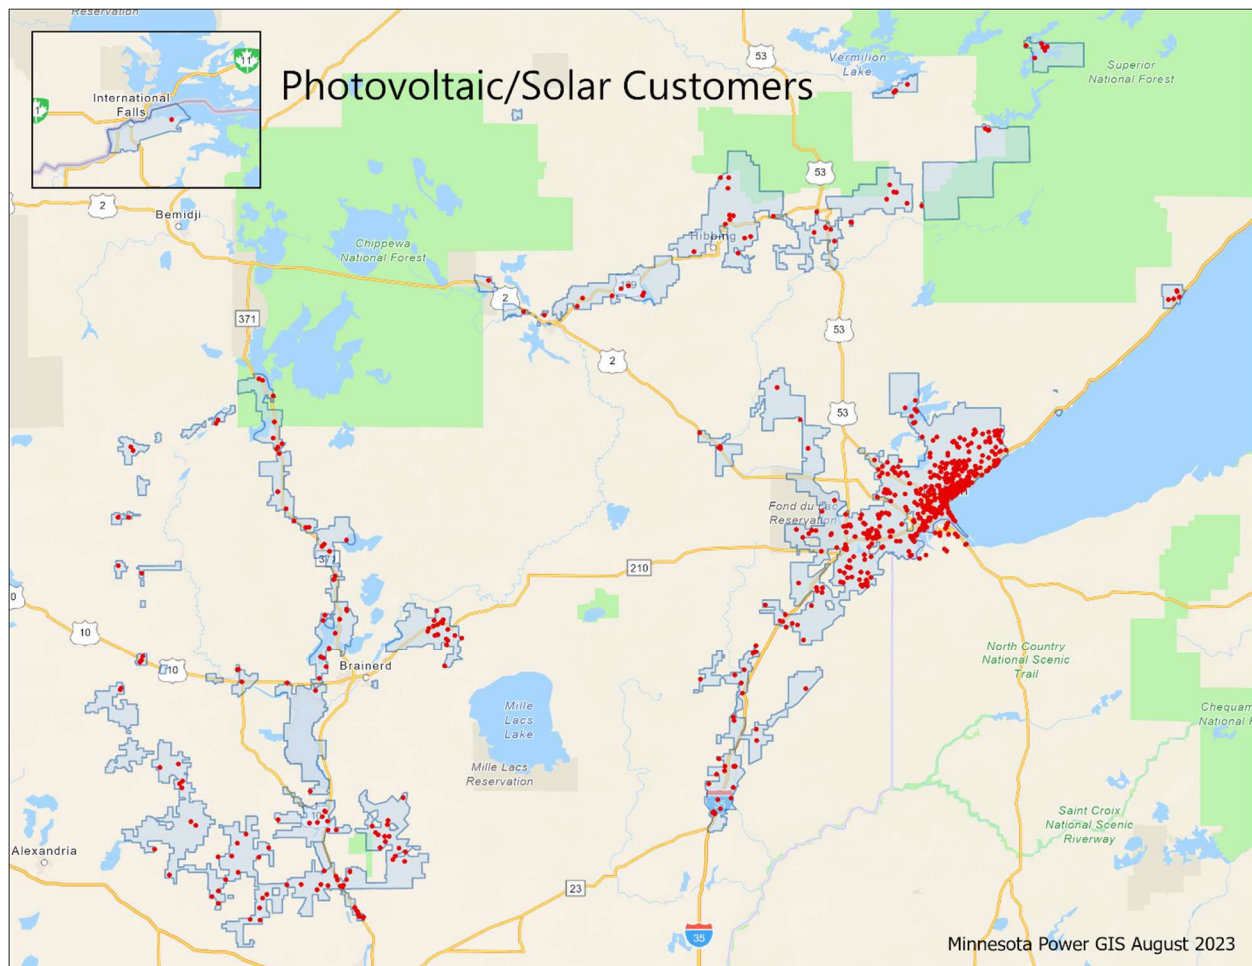 Reservation
11
International
Falls
Photovoltaic/Solar Customers
53
Vermilion
Lake
Superior
National Forest
2
Bemidji
53
Chippewa
National Forest
Hibbing
2
371
53
2
53
Fond du Lac
Reservation
371
210
10
10
Brainerd
North Country
National Scenic
Trail
Mille
Lacs
Lake
Chequam
National F
Mille Lacs
Reservation
10
Saint Croix
National Scenic
Riverway
Alexandria
23
35
Minnesota Power GIS August 2023